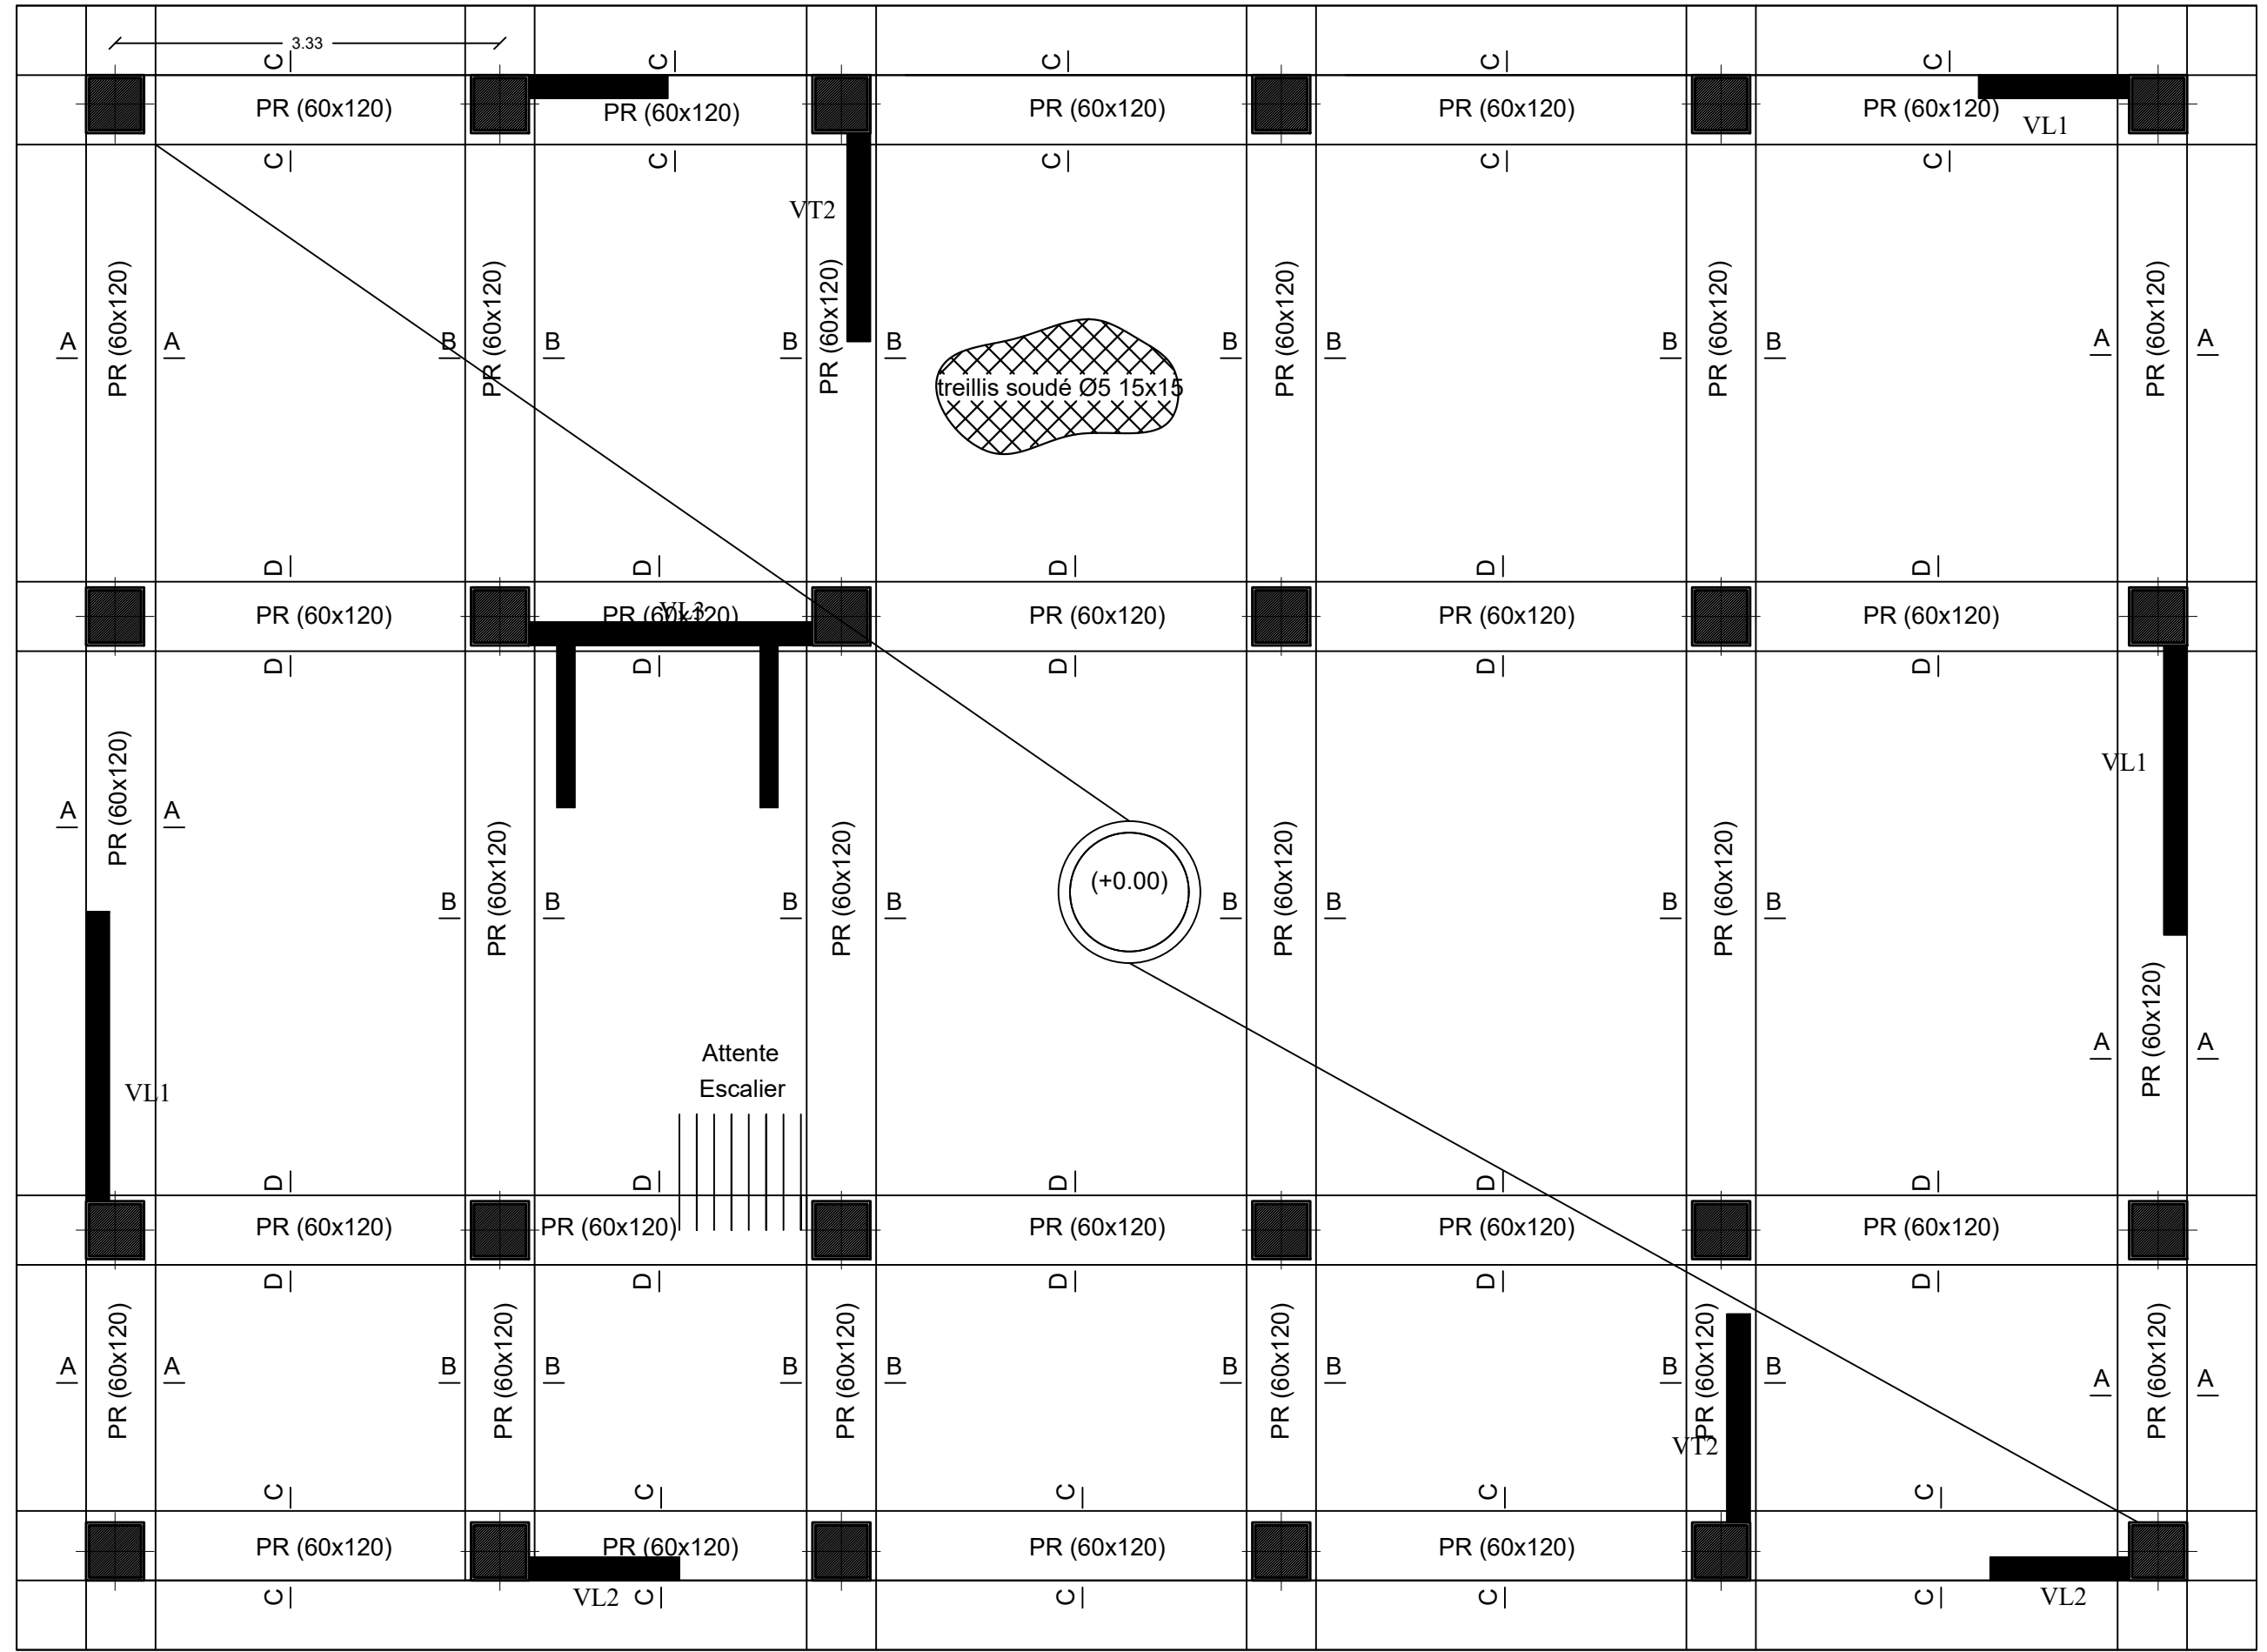 3.33
C C C C C
PR (60x120) PR (60x120) PR (60x120) PR (60x120) PR (60x120)
VL1
C C C C C
VT2
PR (60x120) PR (60x120) PR (60x120) PR (60x120) PR (60x120) PR (60x120)
A A B B B B B B B B A A
treillis soudé Ø5 15x15
D D D D D
PR (60x120) PR (60x120) PR (60x120) PR (60x120) PR (60x120)
VL3
D D D D D
VL1
PR (60x120)
A A
PR (60x120) PR (60x120) PR (60x120) PR (60x120)
(+0.00)
B B B B B B B B
PR (60x120)
Attente
Escalier
A A
VL1
D D D D D
PR (60x120) PR (60x120) PR (60x120) PR (60x120) PR (60x120)
D D D D D
PR (60x120) PR (60x120) PR (60x120) PR (60x120) PR (60x120) PR (60x120)
A A B B B B B B B B A A
VT2
C C C C C
PR (60x120) PR (60x120) PR (60x120) PR (60x120) PR (60x120)
C VL2 C C C C VL2